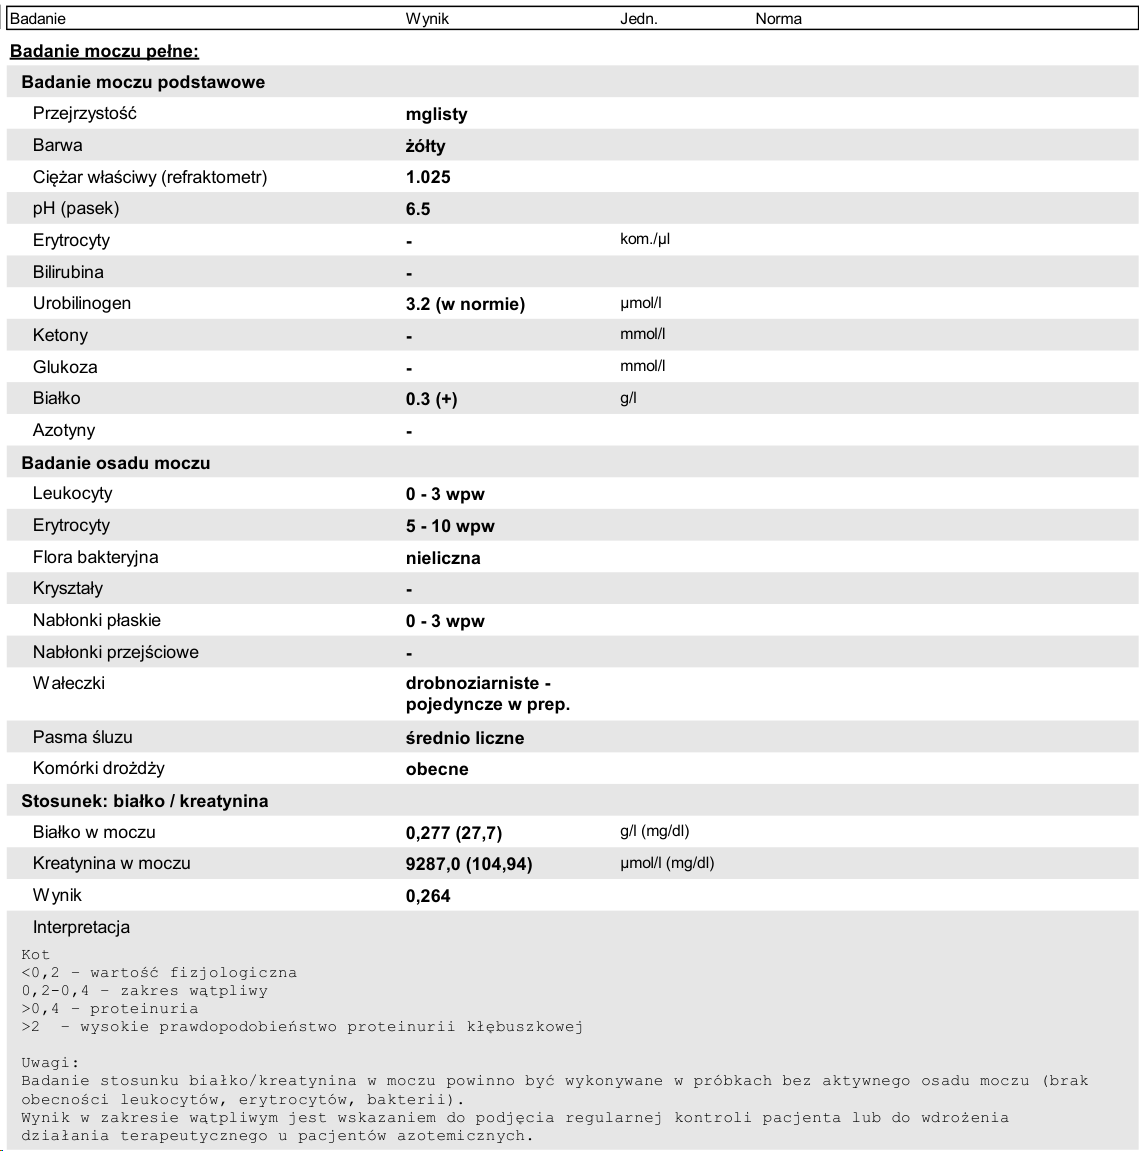 Badanie Wynik Jedn. Norma
Badanie moczu pełne:
Badanie moczu podstawowe
Przejrzystość mglisty
Barwa żółty
Ciężar właściwy (refraktometr) 1.025
pH (pasek) 6.5
Erytrocyty - kom./µl
Bilirubina -
Urobilinogen 3.2 (w normie) µmol/l
Ketony - mmol/l
Glukoza - mmol/l
Białko 0.3 (+) g/l
Azotyny -
Badanie osadu moczu
Leukocyty 0 - 3 wpw
Erytrocyty 5 - 10 wpw
Flora bakteryjna nieliczna
Kryształy -
Nabłonki płaskie 0 - 3 wpw
Nabłonki przejściowe -
Wałeczki drobnoziarniste -
pojedyncze w prep.
Pasma śluzu średnio liczne
Komórki drożdży obecne
Stosunek: białko / kreatynina
Białko w moczu 0,277 (27,7) g/l (mg/dl)
Kreatynina w moczu 9287,0 (104,94) µmol/l (mg/dl)
Wynik 0,264
Interpretacja
Kot
<0,2 – wartość fizjologiczna
0,2-0,4 – zakres wątpliwy
>0,4 – proteinuria
>2 – wysokie prawdopodobieństwo proteinurii kłębuszkowej
Uwagi:
Badanie stosunku białko/kreatynina w moczu powinno być wykonywane w próbkach bez aktywnego osadu moczu (brak
obecności leukocytów, erytrocytów, bakterii).
Wynik w zakresie wątpliwym jest wskazaniem do podjęcia regularnej kontroli pacjenta lub do wdrożenia
działania terapeutycznego u pacjentów azotemicznych.